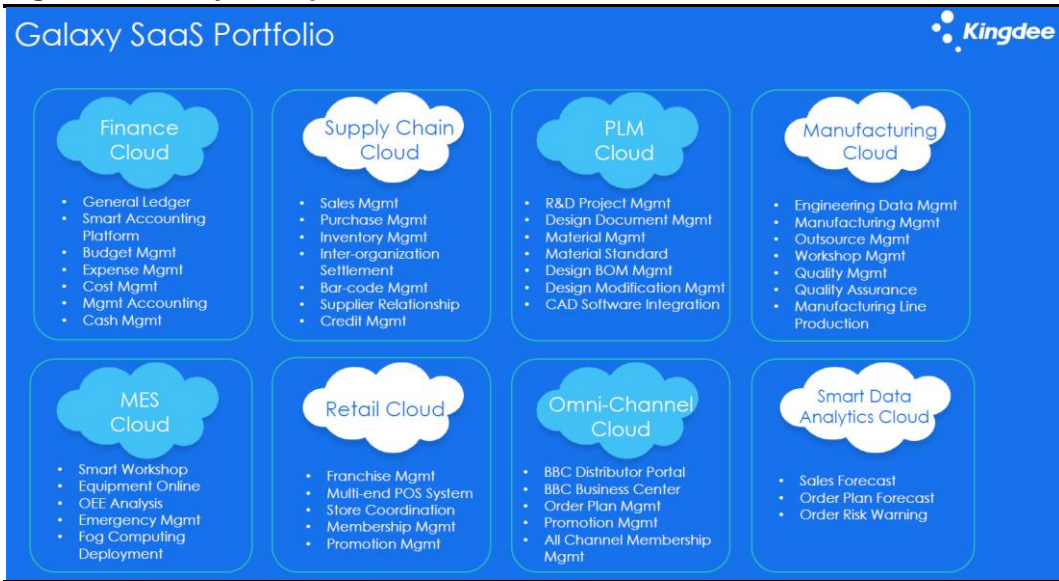 Galaxy SaaS Portfolio
Kingdee
Finance
Cloud
• General Ledger
• Smart Accounting
Platform
• Budget Mgmt
• Expense Mgmt
• Cost Mgmt
• Mgmt Accounting
• Cash Mgmt
Supply Chain
Cloud
• Sales Mgmt
• Purchase Mgmt
• Inventory Mgmt
• Inter-organization
Settlement
• Bar-code Mgmt
• Supplier Relationship
• Credit Mgmt
PLM
Cloud
• R&D Project Mgmt
• Design Document Mgmt
• Material Mgmt
• Material Standard
• Design BOM Mgmt
• Design Modification Mgmt
• CAD Software Integration
Manufacturing
Cloud
• Engineering Data Mgmt
• Manufacturing Mgmt
• Outsource Mgmt
• Workshop Mgmt
• Quality Mgmt
• Quality Assurance
• Manufacturing Line
Production
MES
Cloud
• Smart Workshop
• Equipment Online
• OEE Analysis
• Emergency Mgmt
• Fog Computing
Deployment
Retail Cloud
• Franchise Mgmt
• Multi-end POS System
• Store Coordination
• Membership Mgmt
• Promotion Mgmt
Omni-Channel
Cloud
• BBC Distributor Portal
• BBC Business Center
• Order Plan Mgmt
• Promotion Mgmt
• All Channel Membership
Mgmt
Smart Data
Analytics Cloud
• Sales Forecast
• Order Plan Forecast
• Order Risk Warning